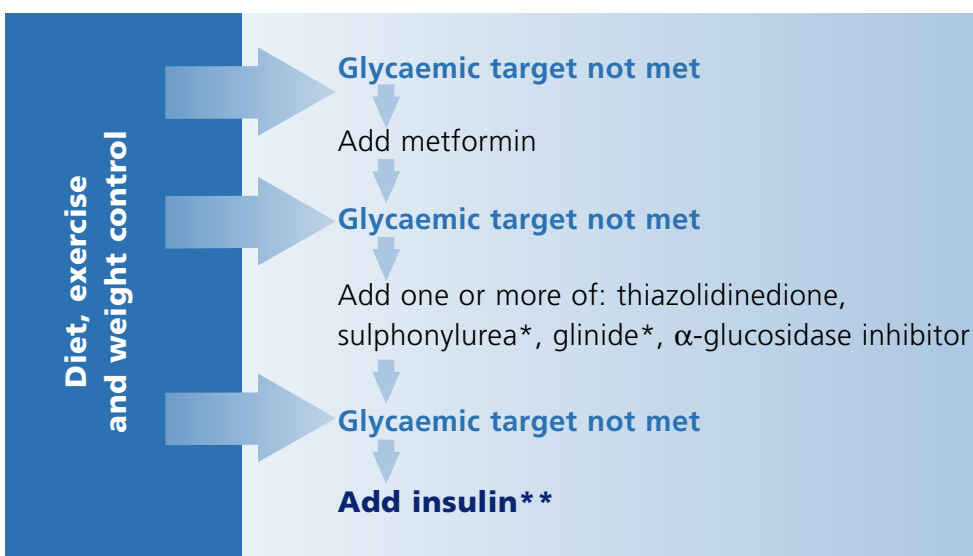 Diet, exercise
and weight control
Glycaemic target not met
Add metformin
Glycaemic target not met
Add one or more of: thiazolidinedione,
sulphonylurea*, glinide*, α-glucosidase inhibitor
Glycaemic target not met
Add insulin**